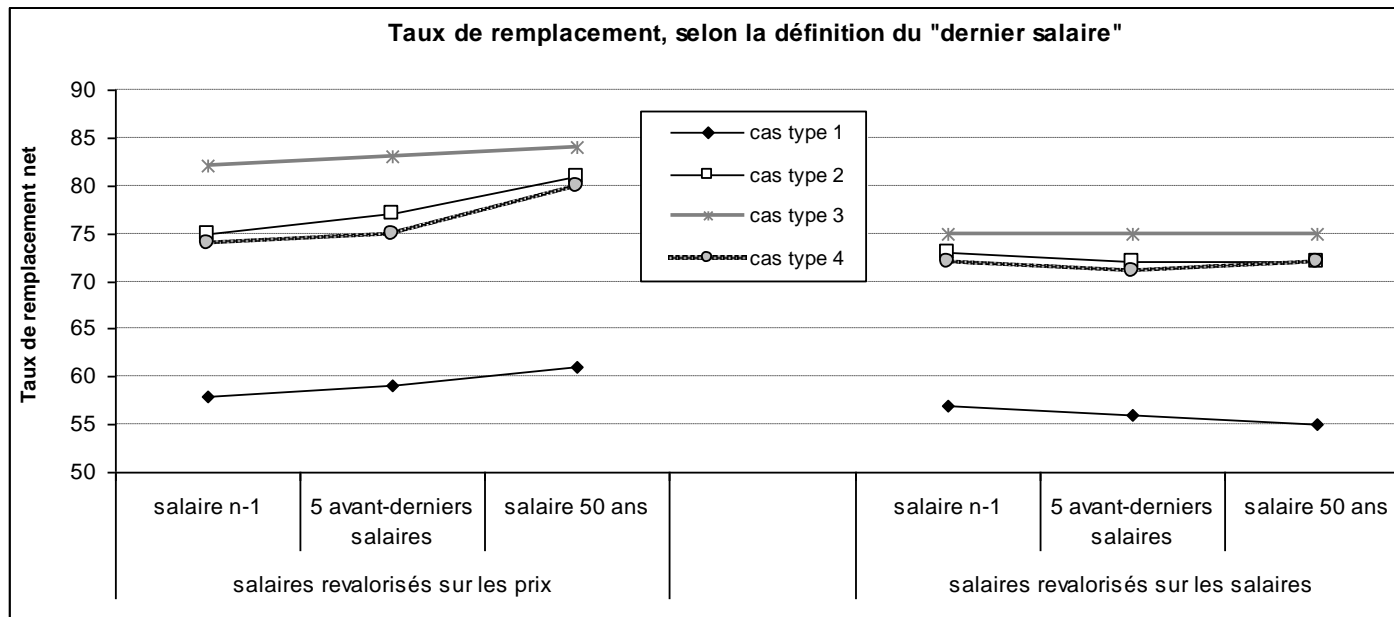 Taux de remplacement, selon la définition du "dernier salaire"
Taux de remplacement net
90
85
80
75
70
65
60
55
50
cas type 1
cas type 2
cas type 3
cas type 4
salaire n-1
5 avant-derniers
salaires
salaire 50 ans
salaire n-1
5 avant-derniers
salaires
salaire 50 ans
salaires revalorisés sur les prix
salaires revalorisés sur les salaires